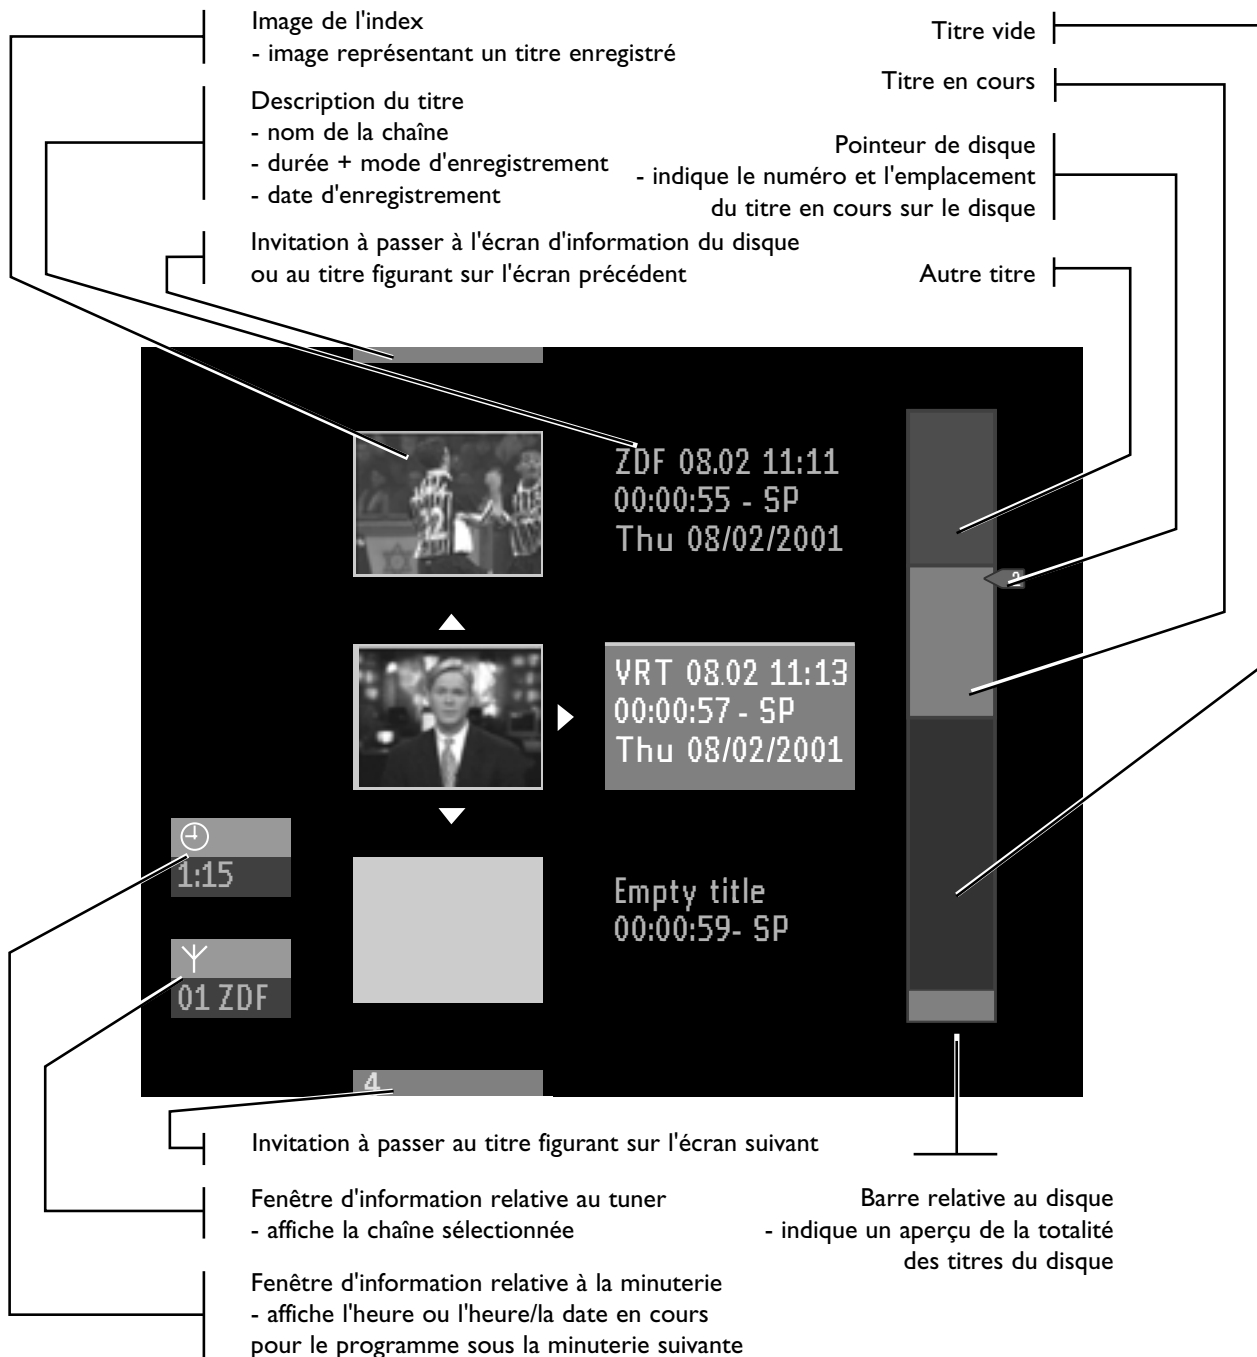 Image de l'index
- image représentant un titre enregistré
Description du titre
- nom de la chaîne
- durée + mode d'enregistrement
- date d'enregistrement
Invitation à passer à l'écran d'information du disque
ou au titre figurant sur l'écran précédent
Titre vide
Titre en cours
Pointeur de disque
- indique le numéro et l'emplacement
du titre en cours sur le disque
Autre titre
ZDF 08.02 11:11
00:00:55 - SP
Thu 08/02/2001
2
VRT 08.02 11:13
00:00:57 - SP
Thu 08/02/2001
1:15
Empty title
00:00:59- SP
01 ZDF
4
Invitation à passer au titre figurant sur l'écran suivant
Fenêtre d'information relative au tuner
- affiche la chaîne sélectionnée
Fenêtre d'information relative à la minuterie
- affiche l'heure ou l'heure/la date en cours
pour le programme sous la minuterie suivante
Barre relative au disque
- indique un aperçu de la totalité
des titres du disque